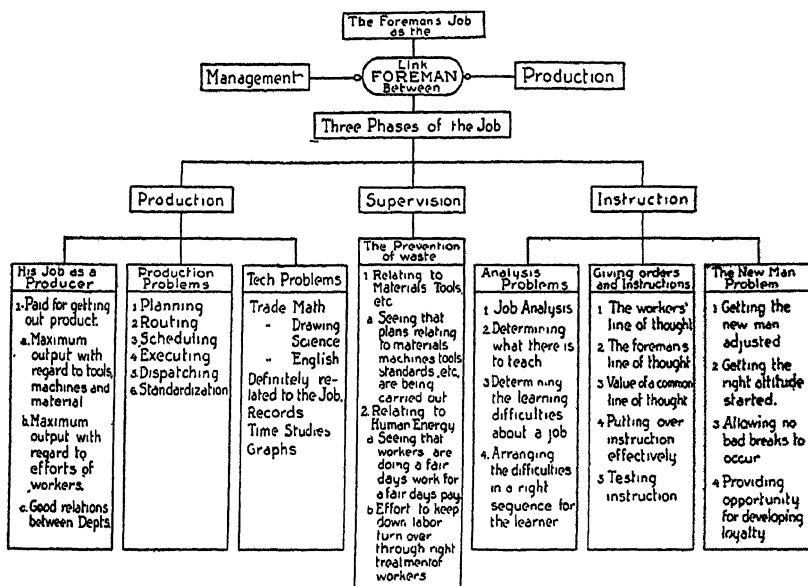 The Foreman's Job
as the
Link
FOREMAN
Between
Management
Production
Three Phases of the Job
Production
Supervision
Instruction
His Job as a
Producer
1-Paid for getting
out product.
a. Maximum
output with
regard to tools,
machines and
material
b. Maximum
output with
regard to
efforts of
workers.
c. Good relations
between Depts.
Production
Problems
1 Planning
2 Routing
3 Scheduling
4 Executing
5. Dispatching
6. Standardization
Tech Problems
Trade Math
" Drawing
" Science
" English
Definitely re-
lated to the Job.
Records
Time Studies
Graphs
The Prevention
of waste
1 Relating to
Materials Tools,
etc
a Seeing that
plans relating
to materials
machines tools
standards ,etc.
are being
carried out
2. Relating to
Human Energy
a Seeing that
workers are
doing a fair
days work for
a fair days pay.
b Effort to keep
down labor
turn over
through right
treatment of
workers
Analysis
Problems
1 Job Analysis
2. Determining
what there is
to teach
3 Determining
the learning
difficulties
about a job
4. Arranging
the difficulties
in a right
sequence for
the learner
Giving orders
and Instructions
1 The workers'
line of thought
2 The foreman's
line of thought
3 Value of a common
line of thought
4 Putting over
instruction
effectively
5 Testing
instruction
The New Man
Problem
1 Getting the
new man
adjusted
2 Getting the
right attitude
started.
3 Allowing no
bad breaks to
occur
4 Providing
opportunity
for developing
loyalty